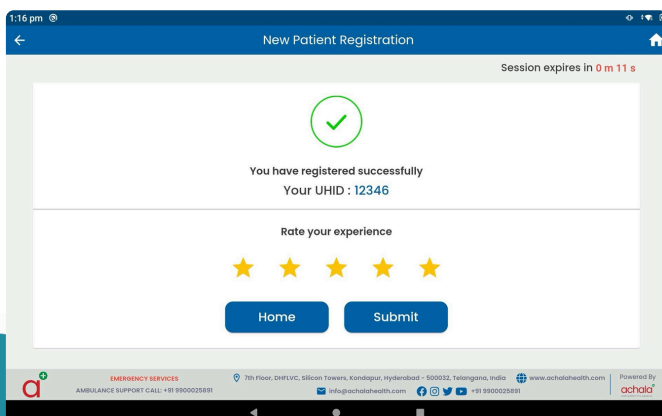 1:16 pm
New Patient Registration
Session expires in 0 m 11 s
You have registered successfully
Your UHID : 12346
Rate your experience
Home Submit
EMERGENCY SERVICES
AMBULANCE SUPPORT CALL: +91 9900025891
7th Floor, DHFLVC, Silicon Towers, Kondapur, Hyderabad - 500032, Telangana, India www.achalahealth.com
info@achalahealth.com +91 9900025891
Powered By
achala